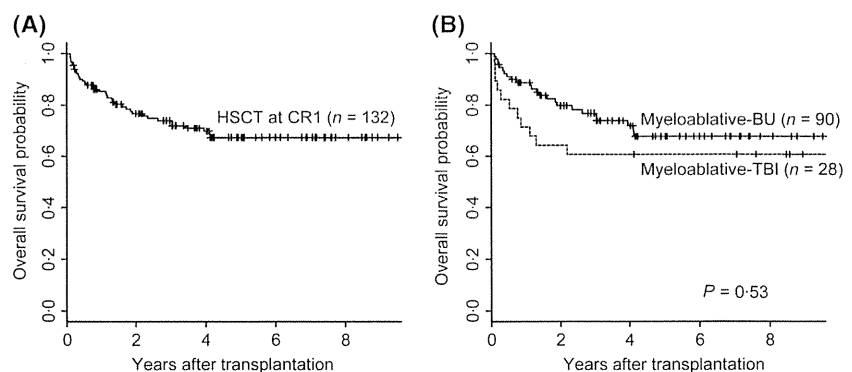 (A)
Overall survival probability
1·0
0·8
0·6
0·4
0·2
0·0
HSCT at CR1 (n = 132)
0 2 4 6 8
Years after transplantation
(B)
Overall survival probability
1·0
0·8
0·6
0·4
0·2
0·0
Myeloablative-BU (n = 90)
Myeloablative-TBI (n = 28)
P = 0·53
0 2 4 6 8
Years after transplantation